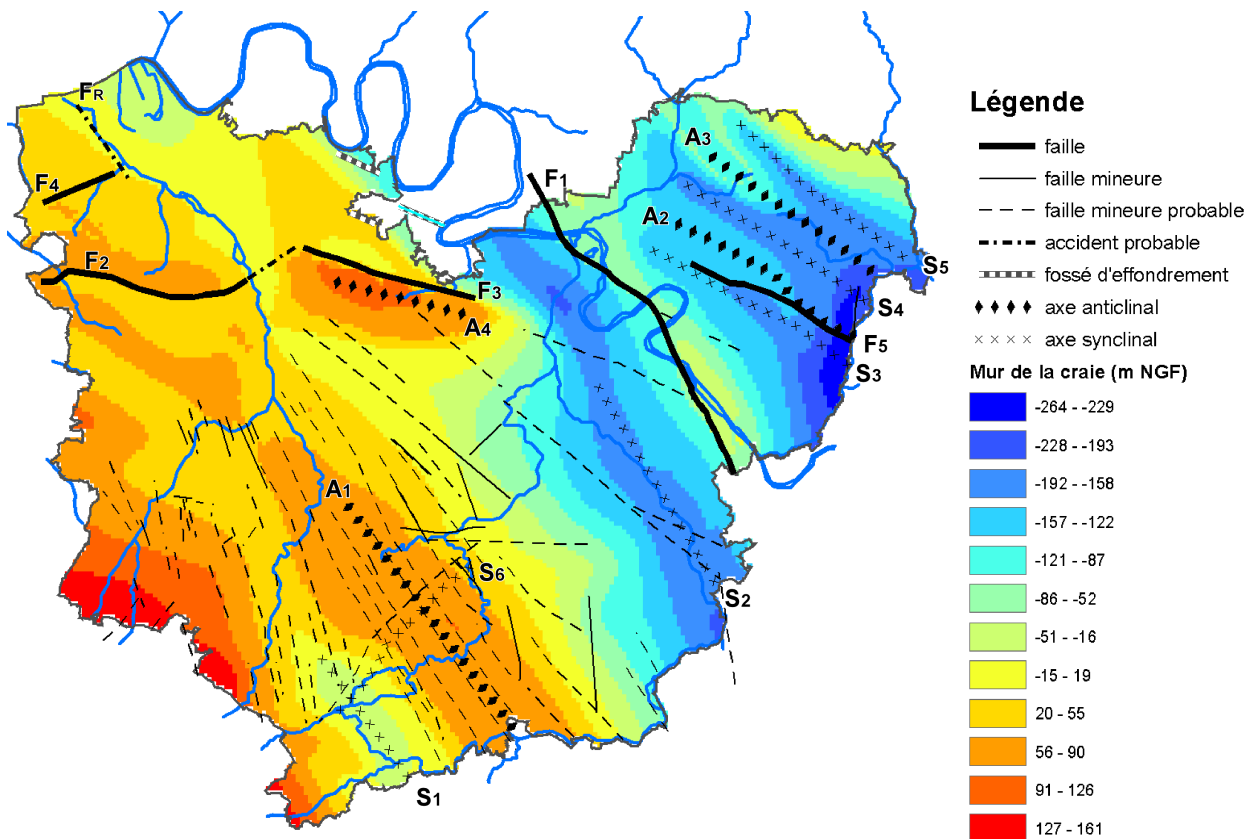 FR
F4
F2
F3
A4
F1
A3
A2
S5
S4
F5
S3
A1
S6
S2
S1
Légende
faille
faille mineure
faille mineure probable
accident probable
fossé d'effondrement
axe anticlinal
axe synclinal
Mur de la craie (m NGF)
-264 - -229
-228 - -193
-192 - -158
-157 - -122
-121 - -87
-86 - -52
-51 - -16
-15 - 19
20 - 55
56 - 90
91 - 126
127 - 161